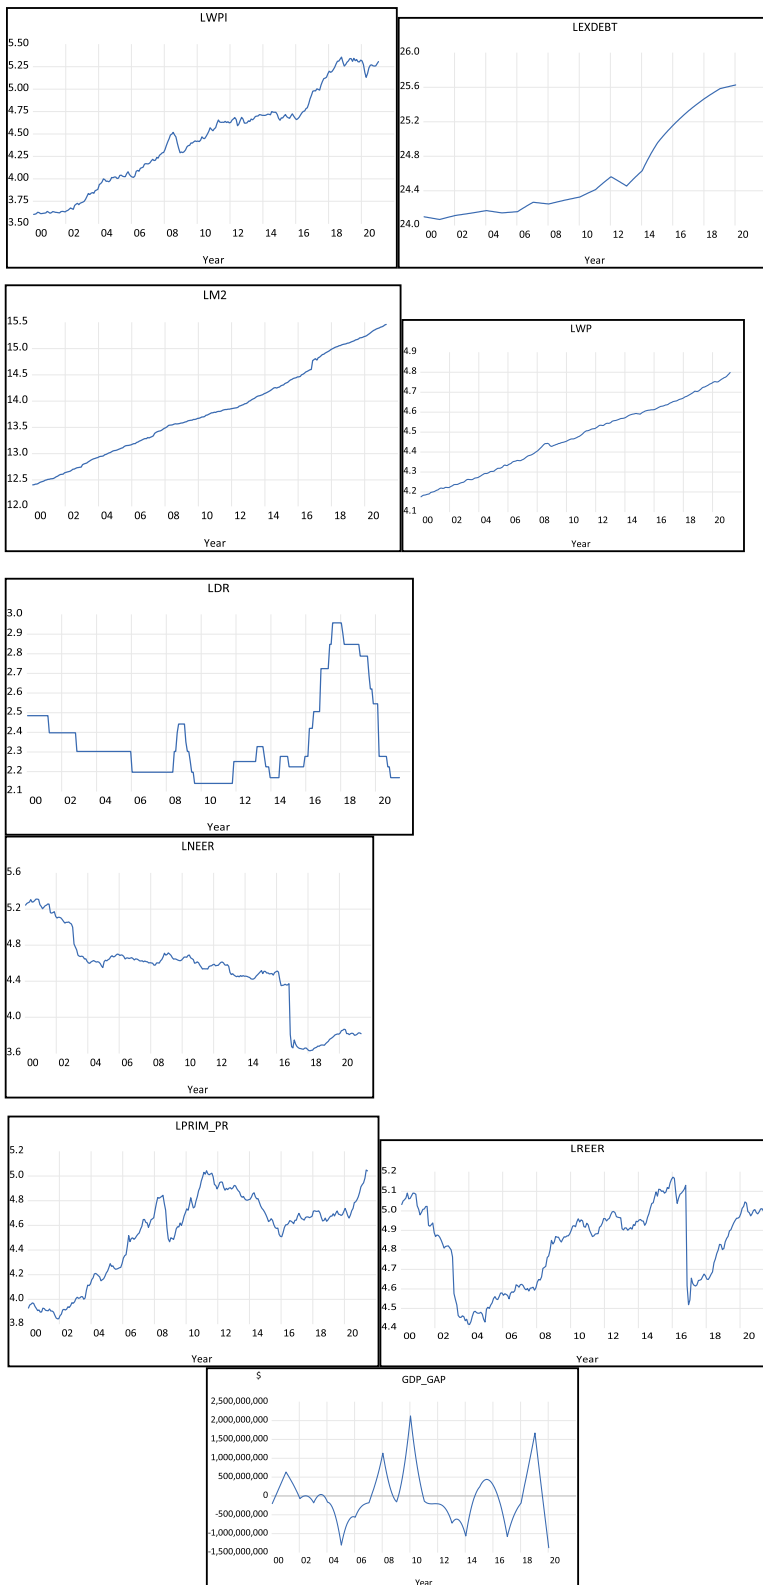 LWPI
5.50
5.25
5.00
4.75
4.50
4.25
4.00
3.75
3.50
00 02 04 06 08 10 12 14 16 18 20
Year
LEXDEBT
26.0
25.6
25.2
24.8
24.4
24.0
00 02 04 06 08 10 12 14 16 18 20
Year
LM2
15.5
15.0
14.5
14.0
13.5
13.0
12.5
12.0
00 02 04 06 08 10 12 14 16 18 20
Year
LWP
4.9
4.8
4.7
4.6
4.5
4.4
4.3
4.2
4.1
00 02 04 06 08 10 12 14 16 18 20
Year
LDR
3.0
2.9
2.8
2.7
2.6
2.5
2.4
2.3
2.2
2.1
00 02 04 06 08 10 12 14 16 18 20
Year
LNEER
5.6
5.2
4.8
4.4
4.0
3.6
00 02 04 06 08 10 12 14 16 18 20
Year
LPRIM_PR
5.2
5.0
4.8
4.6
4.4
4.2
4.0
3.8
00 02 04 06 08 10 12 14 16 18 20
Year
LREER
5.2
5.1
5.0
4.9
4.8
4.7
4.6
4.5
4.4
00 02 04 06 08 10 12 14 16 18 20
Year
$
GDP_GAP
2,500,000,000
2,000,000,000
1,500,000,000
1,000,000,000
500,000,000
0
-500,000,000
-1,000,000,000
-1,500,000,000
00 02 04 06 08 10 12 14 16 18 20
Year